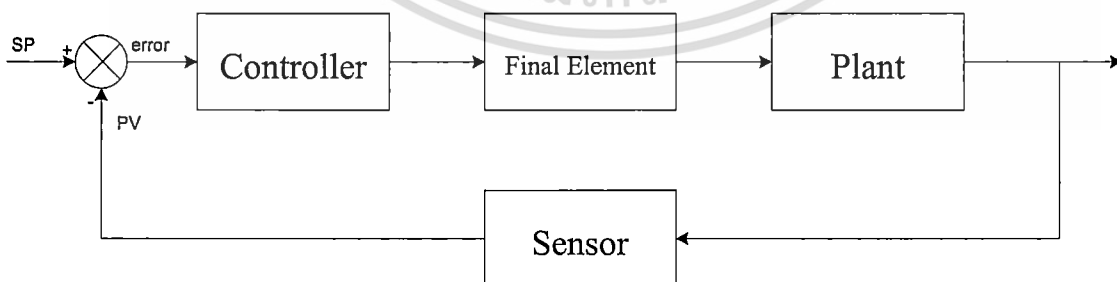 SP
+
error
-
PV
Controller
Final Element
Plant
Sensor